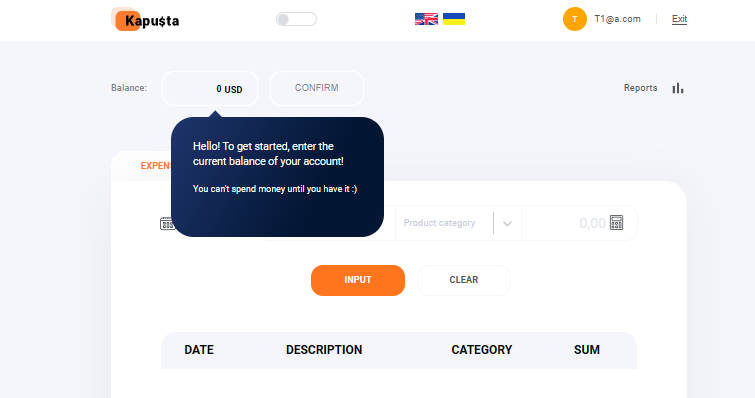 Kapu$ta
T
T1@a.com
Exit
Balance:
0 USD
CONFIRM
Reports
Hello! To get started, enter the
current balance of your account!
You can't spend money until you have it :)
EXPENS
Product category
0,00
INPUT
CLEAR
DATE
DESCRIPTION
CATEGORY
SUM